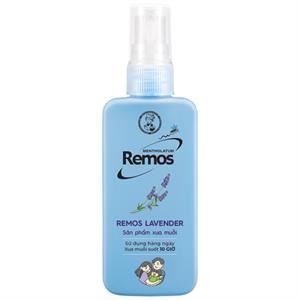 MENTHOLATUM
Remos
REMOS LAVENDER
Sản phẩm xua muỗi
Sử dụng hàng ngày
Xua muỗi suốt 10 GIỜ